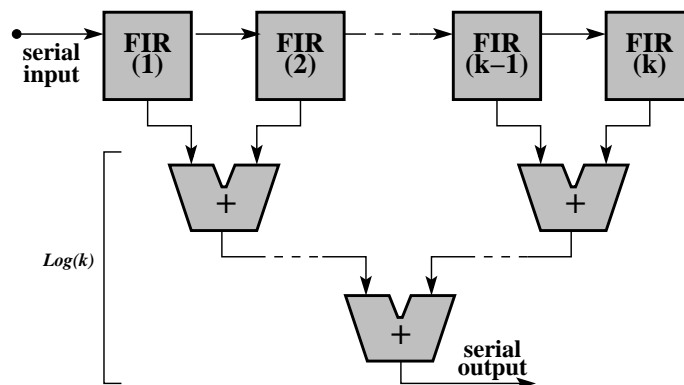 FIR
(1)
FIR
(2)
FIR
(k−1)
FIR
(k)
serial
input
+
+
Log(k)
+
serial
output